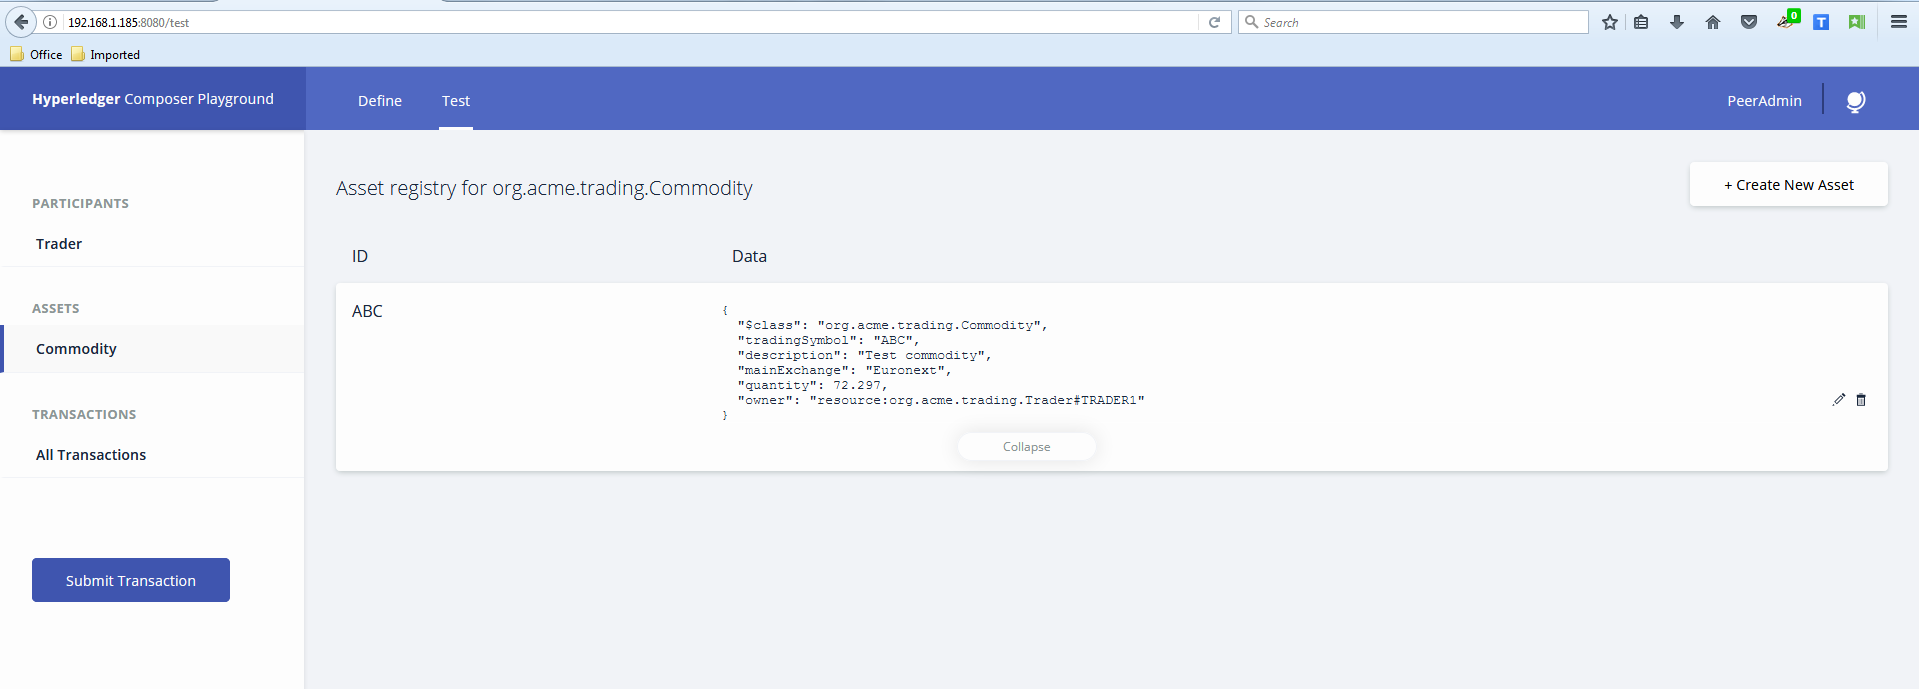 192.168.1.185:8080/test
Search
0
T
Office Imported
Hyperledger Composer Playground
Define Test
PeerAdmin
PARTICIPANTS
Trader
ASSETS
Commodity
TRANSACTIONS
All Transactions
Submit Transaction
Asset registry for org.acme.trading.Commodity
+ Create New Asset
ID Data
ABC
{
"$class": "org.acme.trading.Commodity",
"tradingSymbol": "ABC",
"description": "Test commodity",
"mainExchange": "Euronext",
"quantity": 72.297,
"owner": "resource:org.acme.trading.Trader#TRADER1"
}
Collapse